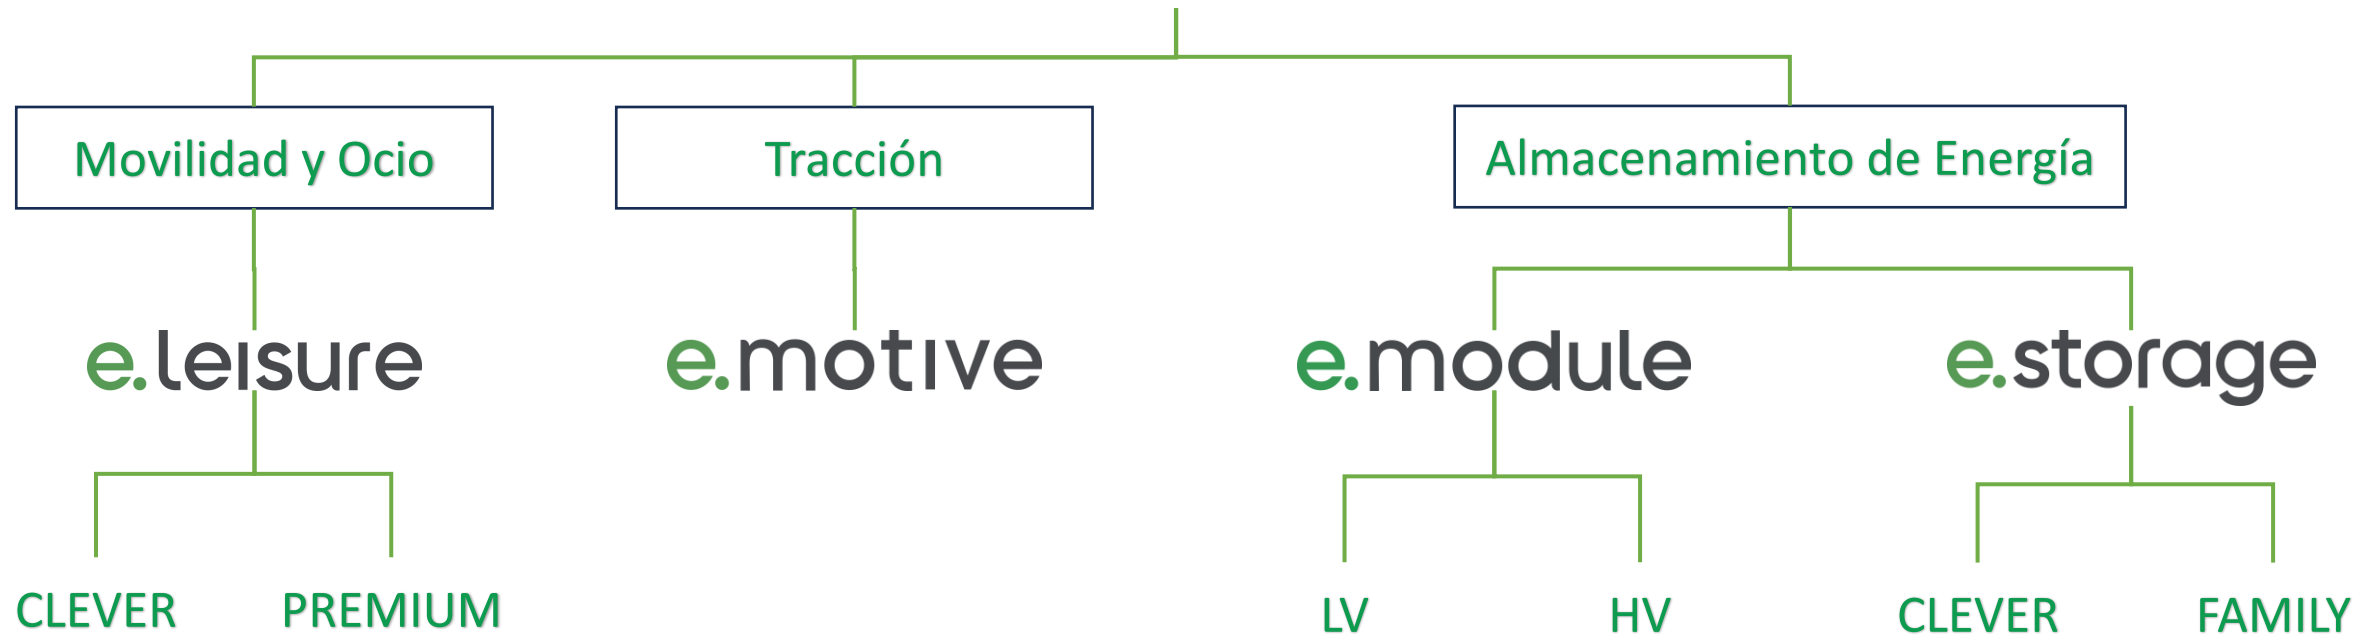 Movilidad y Ocio
Tracción
Almacenamiento de Energía
e.leisure
e.motive
e.module
e.storage
CLEVER
PREMIUM
LV
HV
CLEVER
FAMILY